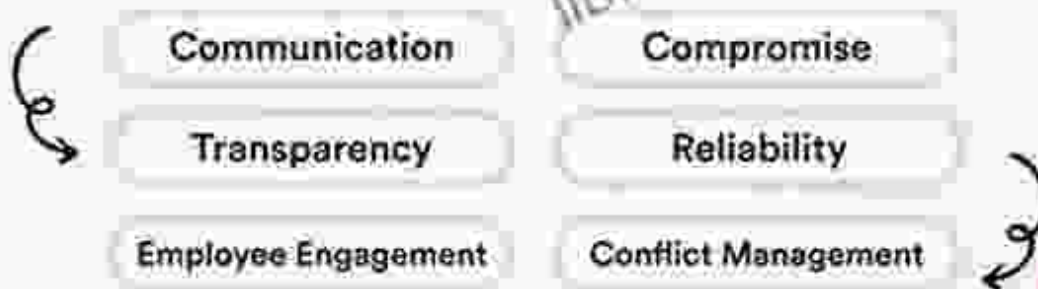 Communication Compromise
Transparency Reliability
Employee Engagement Conflict Management